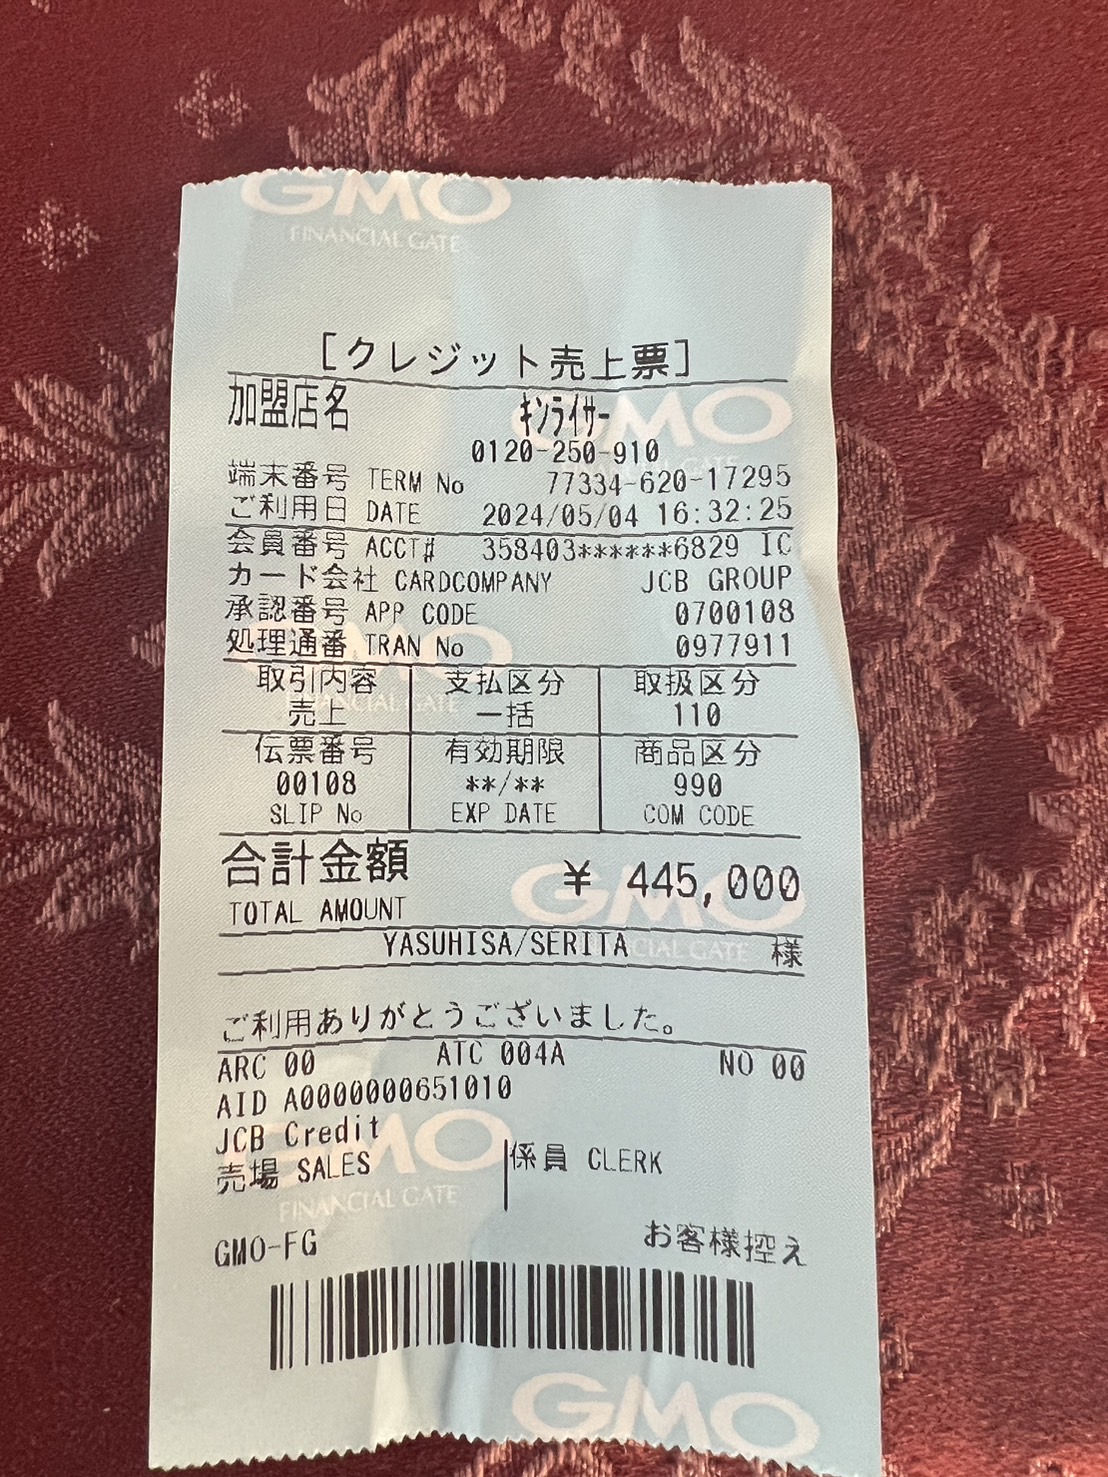 GMO
FINANCIAL GATE
[クレジット売上票]
加盟店名 キンライサー
0120-250-910
端末番号 TERM No 77334-620-17295
ご利用日 DATE 2024/05/04 16:32:25
会員番号 ACCT# 358403******6829 IC
カード会社 CARDCOMPANY JCB GROUP
承認番号 APP CODE 0700108
処理通番 TRAN No 0977911
取引内容 支払区分 取扱区分
売上 一括 110
伝票番号 有効期限 商品区分
00108 **/** 990
SLIP No EXP DATE COM CODE
合計金額 ¥ 445,000
TOTAL AMOUNT
YASUHISA/SERITA 様
ご利用ありがとうございました。
ARC 00 ATC 004A NO 00
AID A0000000651010
JCB Credit
売場 SALES 係員 CLERK
GMO-FG お客様控え
GMO